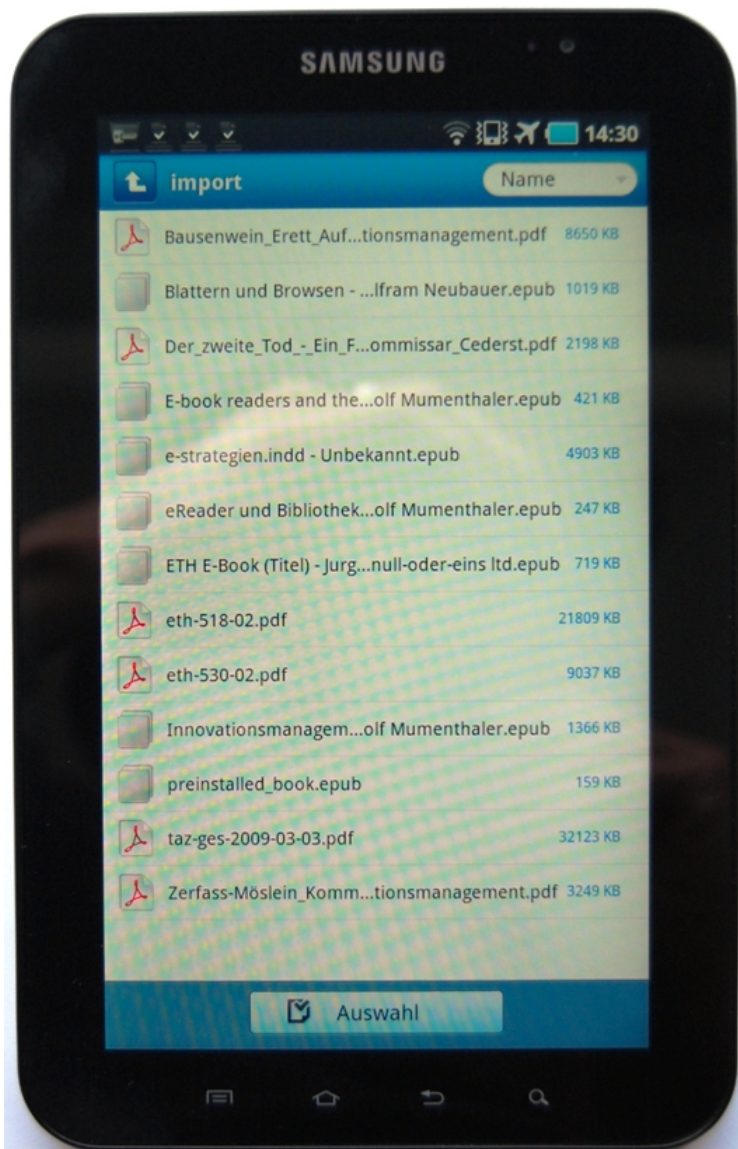 SAMSUNG
14:30
import Name
Bausenwein_Erett_Auf...tionsmanagement.pdf 8650 KB
Blattern und Browsen - ...lfram Neubauer.epub 1019 KB
Der_zweite_Tod_-_Ein_F...ommissar_Cederst.pdf 2198 KB
E-book readers and the...olf Mumenthaler.epub 421 KB
e-strategien.indd - Unbekannt.epub 4903 KB
eReader und Bibliothek...olf Mumenthaler.epub 247 KB
ETH E-Book (Titel) - Jurg...null-oder-eins ltd.epub 719 KB
eth-518-02.pdf 21809 KB
eth-530-02.pdf 9037 KB
Innovationsmanagem...olf Mumenthaler.epub 1366 KB
preinstalled_book.epub 159 KB
taz-ges-2009-03-03.pdf 32123 KB
Zerfass-Möslein_Komm...tionsmanagement.pdf 3249 KB
Auswahl